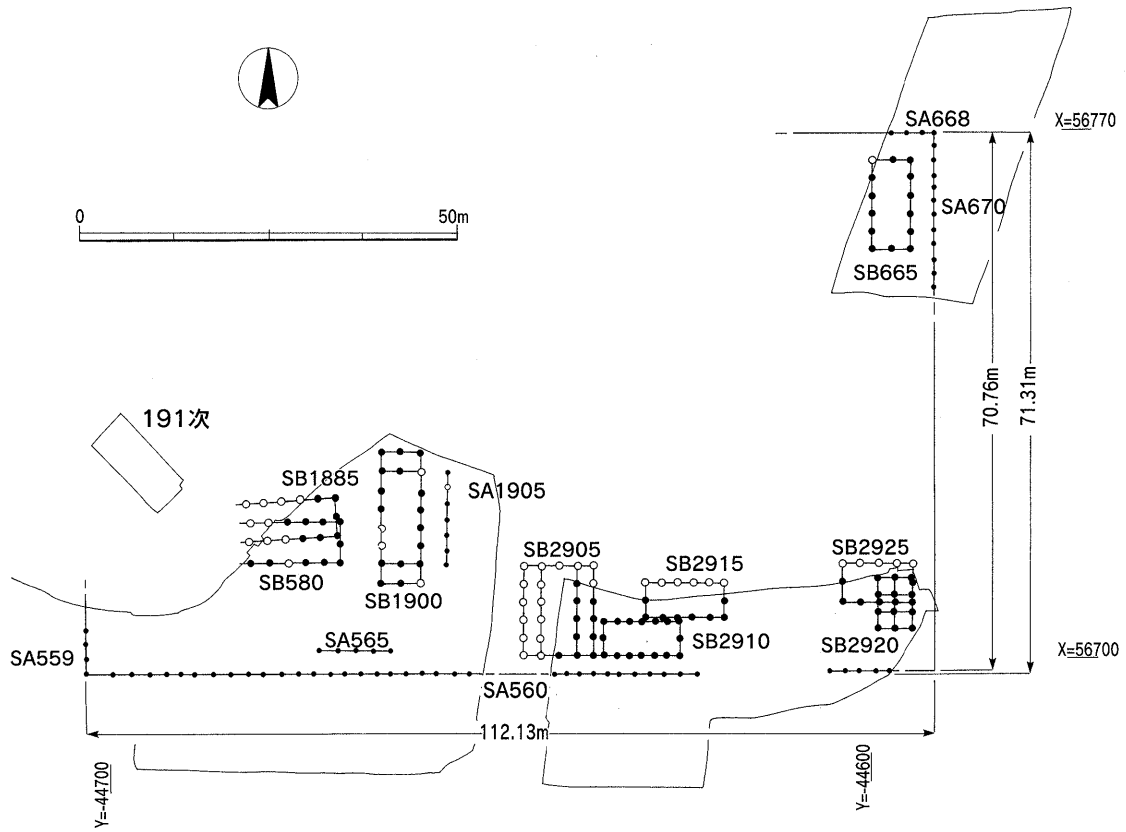 SA668
X=56770
0
50m
SA670
SB665
70.76m
71.31m
191次
SB1885
SA1905
SB580
SB1900
SB2905
SB2915
SB2925
SB2910
SB2920
SA565
SA559
SA560
X=56700
112.13m
Y=-44700
Y=-44600